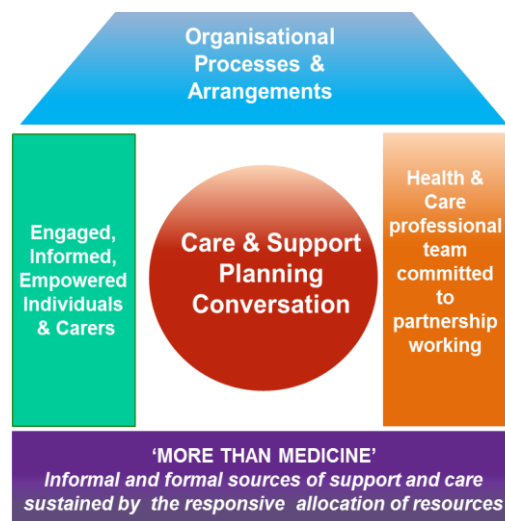 Organisational
Processes &
Arrangements
Engaged,
Informed,
Empowered
Individuals
& Carers
Care & Support
Planning
Conversation
Health &
Care
professional
team
committed
to
partnership
working
‘MORE THAN MEDICINE’
Informal and formal sources of support and care
sustained by the responsive allocation of resources